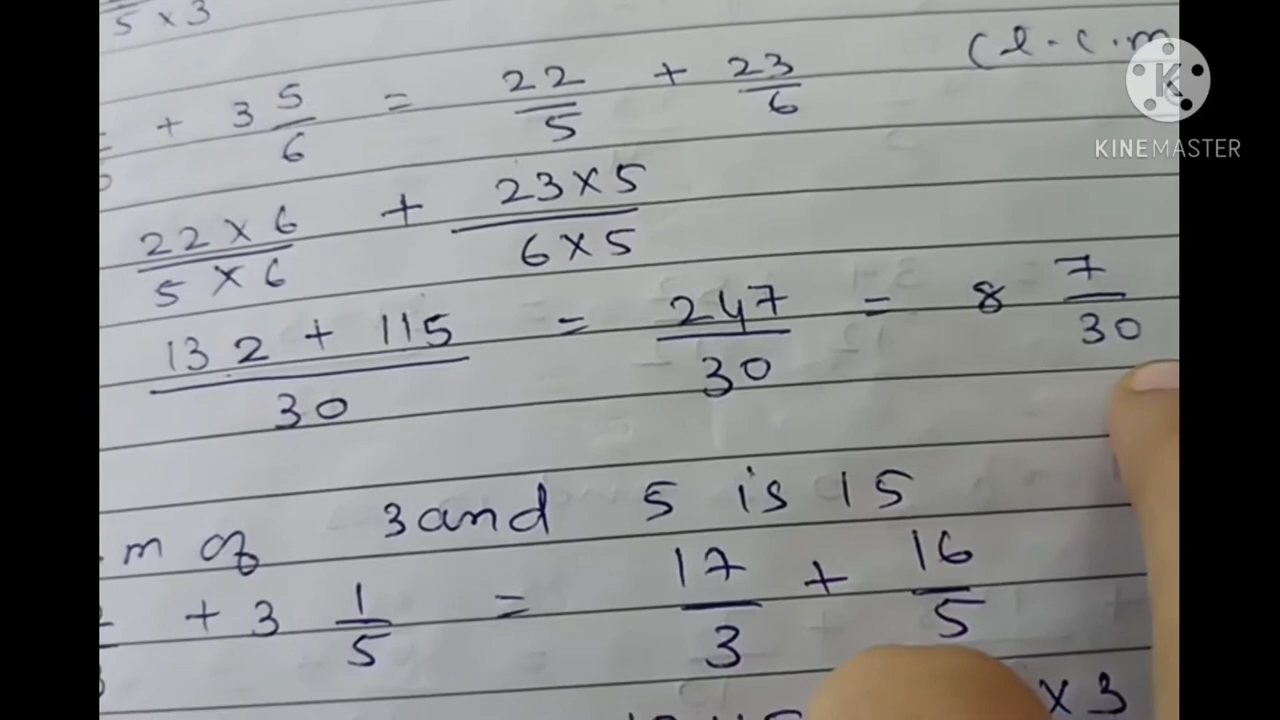 5 × 3
+ 3 5/6 = 22/5 + 23/6 (l.c.m
22 × 6 / 5 × 6 + 23 × 5 / 6 × 5
132 + 115 / 30 = 247/30 = 8 7/30
m of 3 and 5 is 15
+ 3 1/5 = 17/3 + 16/5
× 3
K
KINEMASTER